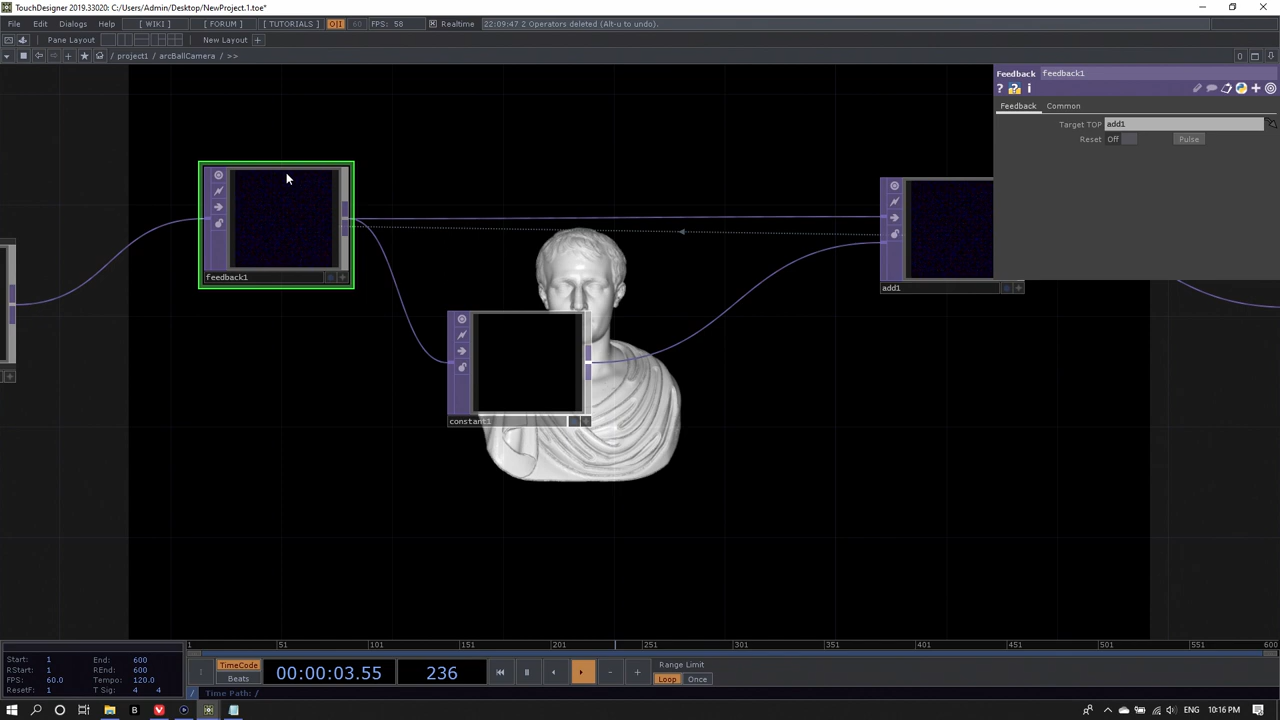 TouchDesigner 2019.33020: C:/Users/Admin/Desktop/NewProject.1.toe*
File Edit Dialogs Help [ WIKI ] [ FORUM ] [ TUTORIALS ] O|I 60 FPS: 58 Realtime 22:09:47 2 Operators deleted (Alt-u to undo).
Pane Layout New Layout +
/ project1 / arcBallCamera / >> 0
Feedback feedback1
? ? i
Feedback Common
Target TOP add1
Reset Off Pulse
feedback1
add1
constant1
1 51 101 151 201 251 301 351 401 451 501 551 600
Start: 1 End: 600
RStart: 1 REnd: 600
FPS: 60.0 Tempo: 120.0
ResetF: 1 T Sig: 4 4
TimeCode
Beats
00:00:03.55 236
Range Limit
Loop Once
/ Time Path: /
ENG 10:16 PM